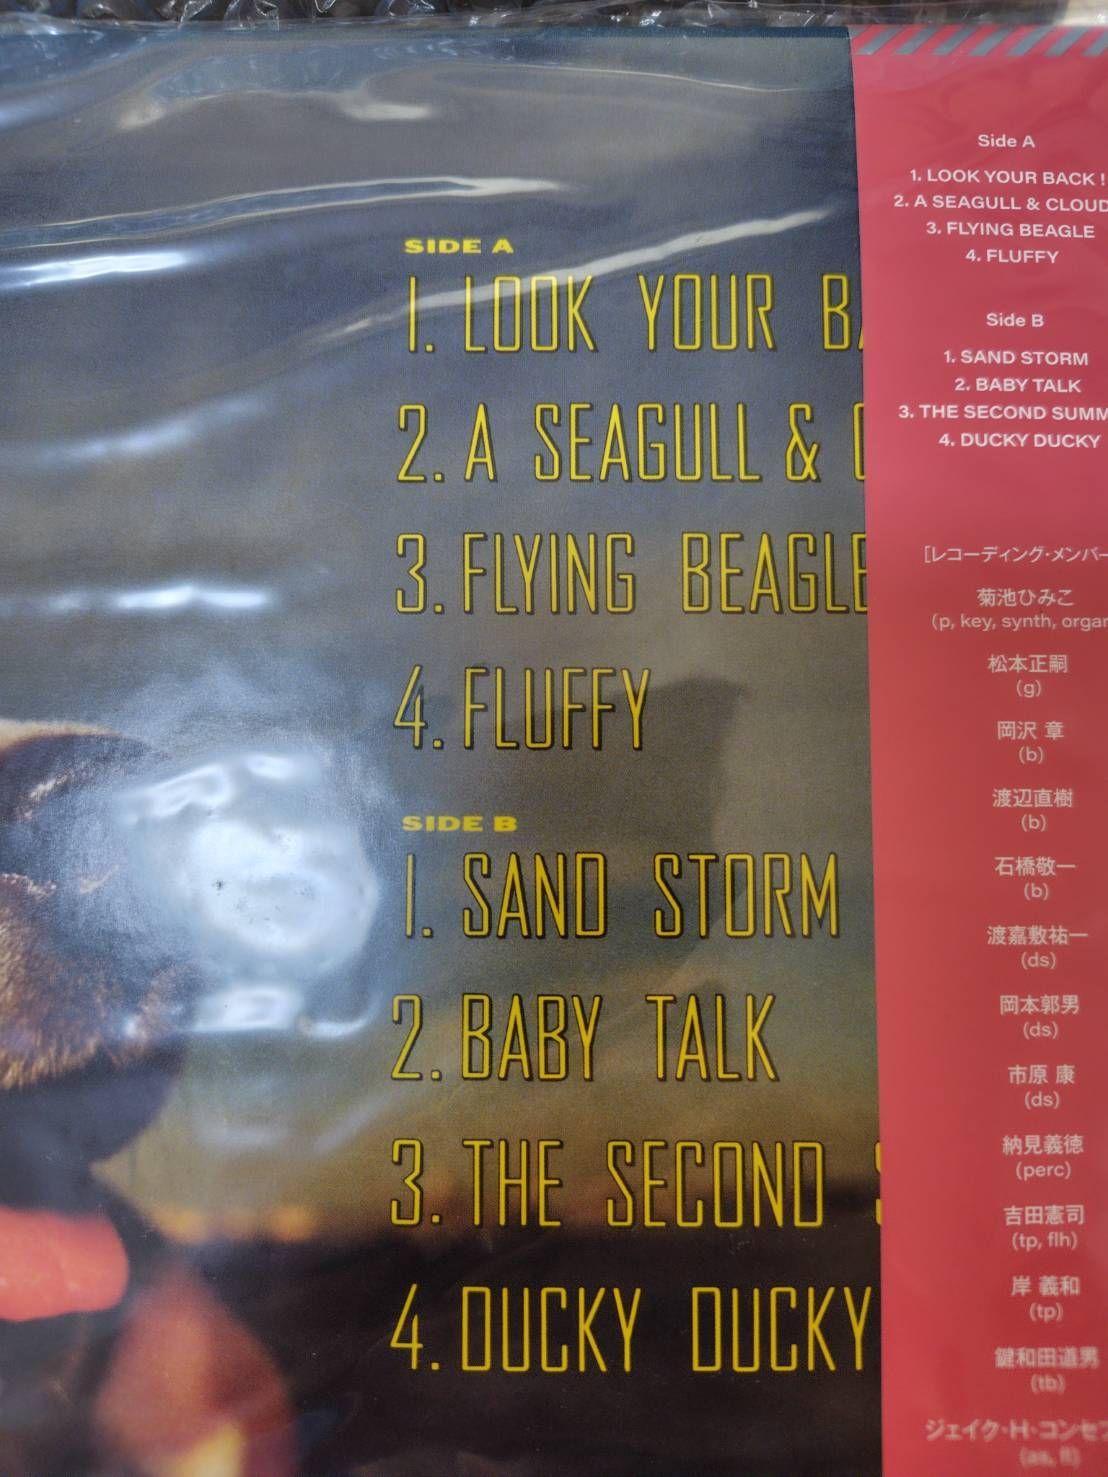 SIDE A
1. LOOK YOUR BA
2. A SEAGULL & C
3. FLYING BEAGLE
4. FLUFFY
SIDE B
1. SAND STORM
2. BABY TALK
3. THE SECOND
4. DUCKY DUCKY
Side A
1. LOOK YOUR BACK !
2. A SEAGULL & CLOUD
3. FLYING BEAGLE
4. FLUFFY
Side B
1. SAND STORM
2. BABY TALK
3. THE SECOND SUMM
4. DUCKY DUCKY
[レコーディング・メンバー
菊池ひみこ
(p, key, synth, organ
松本正嗣
(g)
岡沢 章
(b)
渡辺直樹
(b)
石橋敬一
(b)
渡嘉敷祐一
(ds)
岡本郭男
(ds)
市原 康
(ds)
納見義徳
(perc)
吉田憲司
(tp, flh)
岸 義和
(tp)
鍵和田道男
(tb)
ジェイク・H・コンセプ
(as, fl)